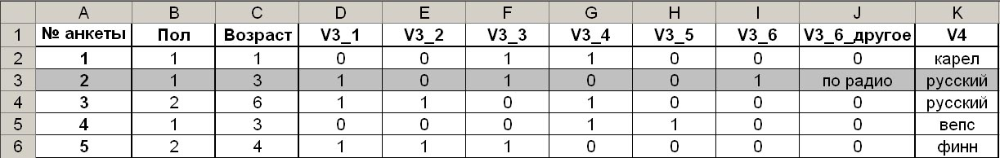 A B C D E F G H I J K
1 № анкеты Пол Возраст V3_1 V3_2 V3_3 V3_4 V3_5 V3_6 V3_6_другое V4
2 1 1 1 0 0 1 1 0 0 0 карел
3 2 1 3 1 0 1 0 0 1 по радио русский
4 3 2 6 1 1 0 1 0 0 0 русский
5 4 1 3 0 0 0 1 1 0 0 вепс
6 5 2 4 1 1 1 0 0 0 0 финн